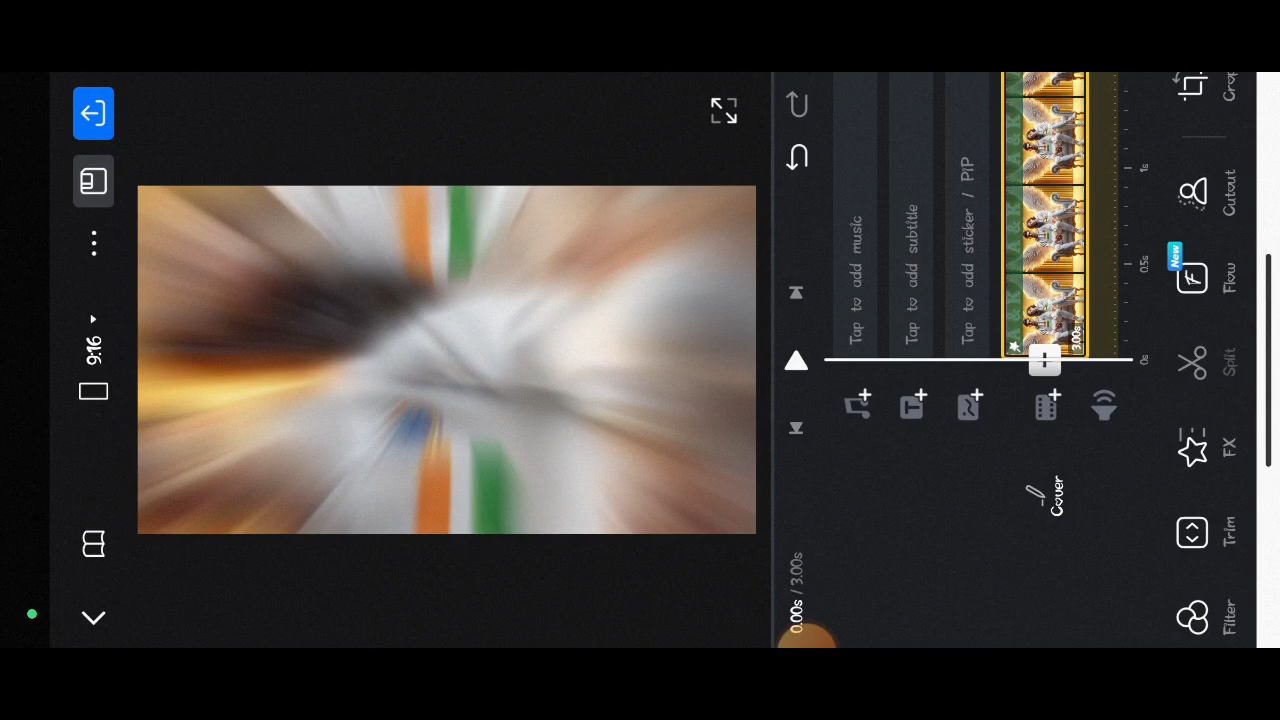 9:16
0.00s / 3.00s
Tap to add music
Tap to add subtitle
Tap to add sticker / PiP
A & K A & K A & K A & K
3.00s
Cover
0s 0.5s 1s
New
Filter Trim FX Split Flow Cutout Crop